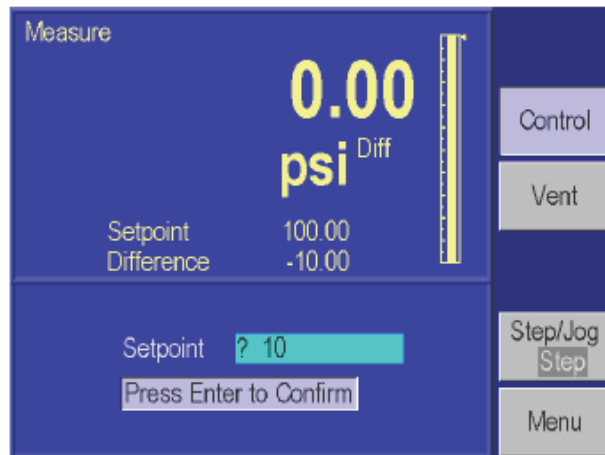 Measure
0.00
psi Diff
Setpoint 100.00
Difference -10.00
Setpoint ? 10
Press Enter to Confirm
Control
Vent
Step/Jog
Step
Menu